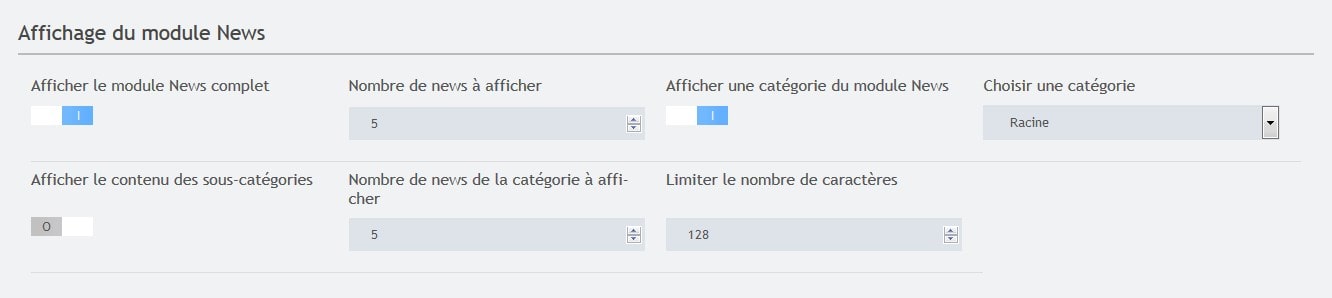 Affichage du module News
Afficher le module News complet
Nombre de news à afficher
Afficher une catégorie du module News
Choisir une catégorie
I
5
I
Racine
Afficher le contenu des sous-catégories
Nombre de news de la catégorie à affi-
cher
Limiter le nombre de caractères
O
5
128